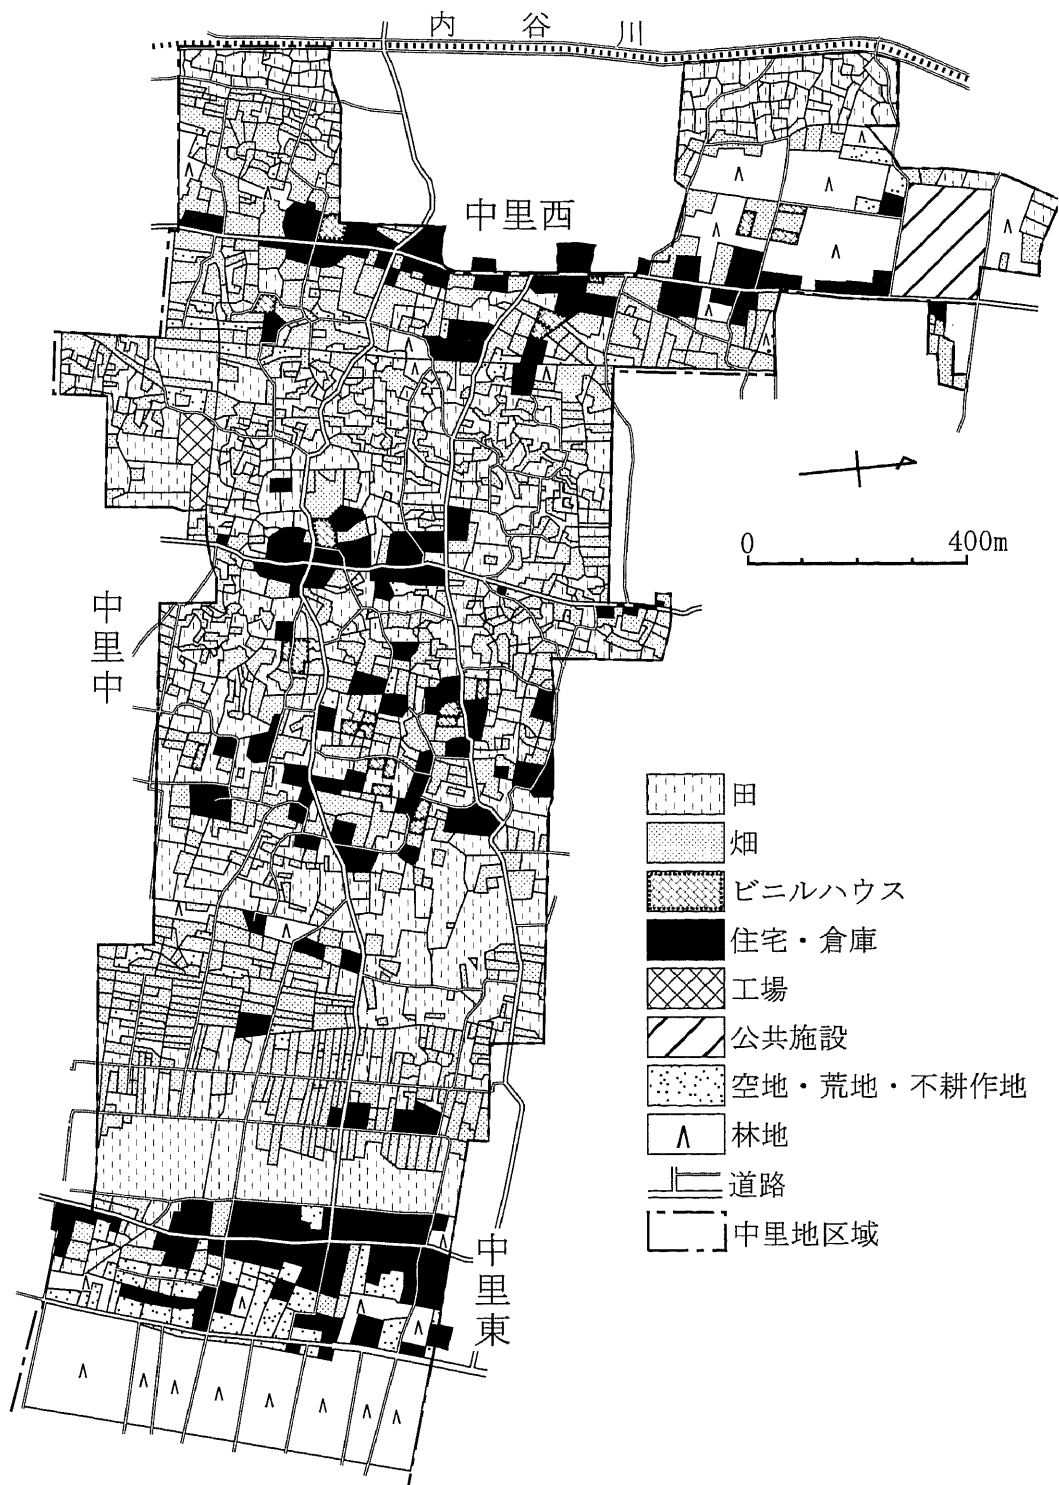 内谷川
中里西
0 400m
中里中
田
畑
ビニルハウス
住宅・倉庫
工場
公共施設
空地・荒地・不耕作地
林地
道路
中里地区域
中里東